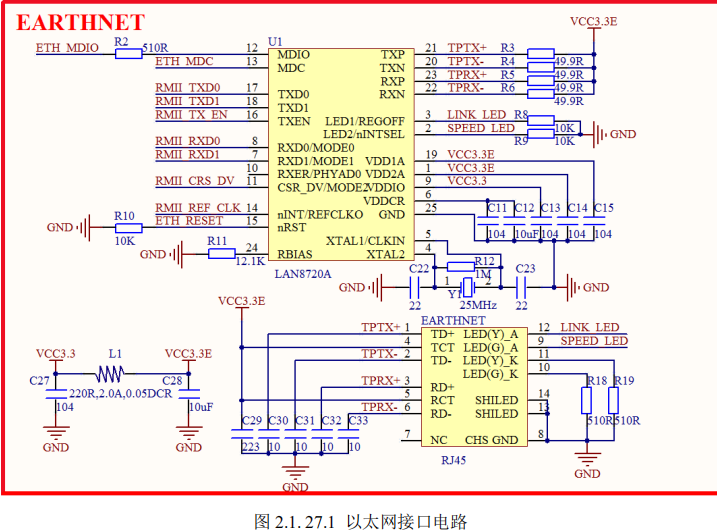 EARTHNET
ETH_MDIO R2 510R 12 MDIO U1 TXP 21 TPTX+ R3 VCC3.3E
ETH_MDC 13 MDC TXN 20 TPTX- R4 49.9R
RXP 23 TPRX+ R5 49.9R
RMII_TXD0 17 TXD0 RXN 22 TPRX- R6 49.9R
RMII_TXD1 18 TXD1 49.9R
RMII_TX_EN 16 TXEN LED1/REGOFF 3 LINK_LED R8 10K
LED2/nINTSEL 2 SPEED_LED R9 10K GND
RMII_RXD0 8 RXD0/MODE0
RMII_RXD1 7 RXD1/MODE1 VDD1A 19 VCC3.3E
10 RXER/PHYAD0 VDD2A 1 VCC3.3E
RMII_CRS_DV 11 CSR_DV/MODE2 VDDIO 9 VCC3.3
VDDCR 6
RMII_REF_CLK 14 nINT/REFCLKO GND 25 C11 C12 C13 C14 C15
GND R10 10K ETH_RESET 15 nRST 104 10uF 104 104 104
XTAL1/CLKIN 5
GND R11 12.1K 24 RBIAS XTAL2 4
LAN8720A
R12 1M
GND C22 22 1 Y1 2 25MHz C23 22 GND
VCC3.3E
EARTHNET
TPTX+ 1 TD+ LED(Y)_A 12 LINK_LED
4 TCT LED(G)_A 9 SPEED_LED
TPTX- 2 TD- LED(Y)_K 11
LED(G)_K 10
TPRX+ 3 RD+ R18 R19
5 RCT SHILED 14
TPRX- 6 RD- SHILED 13 510R 510R
7 NC CHS GND 8
RJ45
GND
VCC3.3 L1 VCC3.3E
C27 220R,2.0A,0.05DCR C28
104 10uF
GND GND
C29 C30 C31 C32 C33
223 10 10 10 10
GND
图 2.1.27.1 以太网接口电路